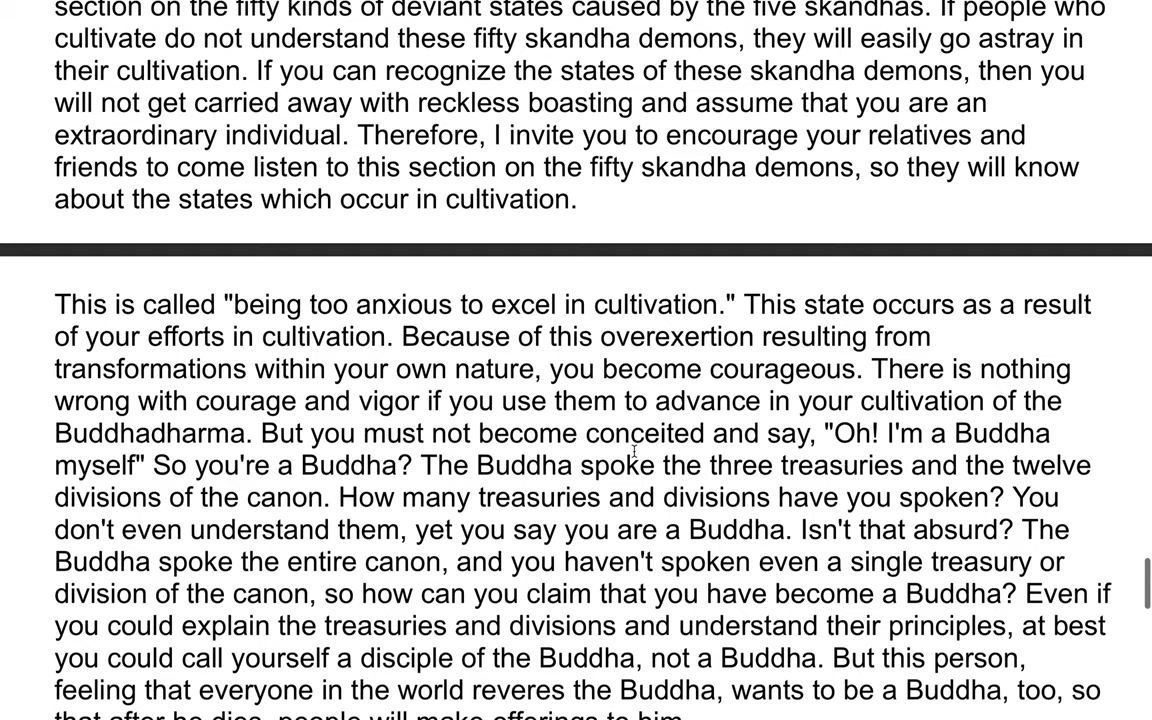 section on the fifty kinds of deviant states caused by the five skandhas. If people who
cultivate do not understand these fifty skandha demons, they will easily go astray in
their cultivation. If you can recognize the states of these skandha demons, then you
will not get carried away with reckless boasting and assume that you are an
extraordinary individual. Therefore, I invite you to encourage your relatives and
friends to come listen to this section on the fifty skandha demons, so they will know
about the states which occur in cultivation.
This is called "being too anxious to excel in cultivation." This state occurs as a result
of your efforts in cultivation. Because of this overexertion resulting from
transformations within your own nature, you become courageous. There is nothing
wrong with courage and vigor if you use them to advance in your cultivation of the
Buddhadharma. But you must not become conceited and say, "Oh! I'm a Buddha
myself" So you're a Buddha? The Buddha spoke the three treasuries and the twelve
divisions of the canon. How many treasuries and divisions have you spoken? You
don't even understand them, yet you say you are a Buddha. Isn't that absurd? The
Buddha spoke the entire canon, and you haven't spoken even a single treasury or
division of the canon, so how can you claim that you have become a Buddha? Even if
you could explain the treasuries and divisions and understand their principles, at best
you could call yourself a disciple of the Buddha, not a Buddha. But this person,
feeling that everyone in the world reveres the Buddha, wants to be a Buddha, too, so
that after he dies, people will make offerings to him.